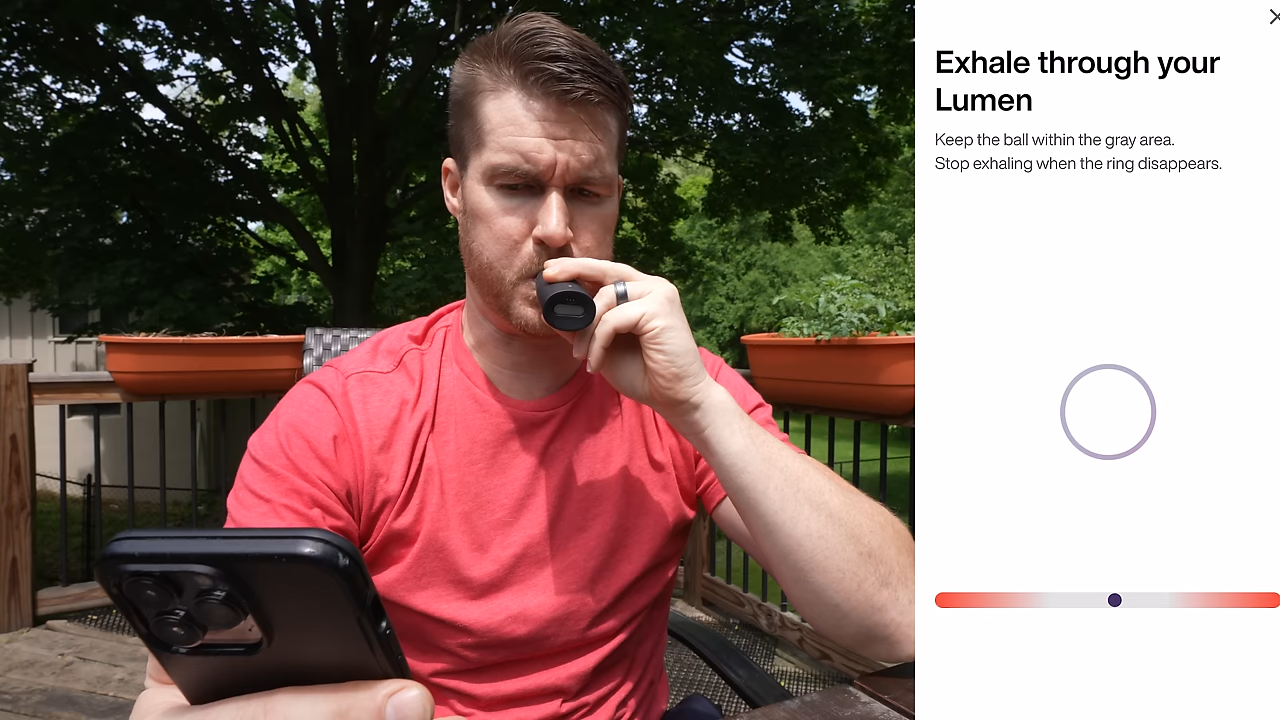 Exhale through your
Lumen
Keep the ball within the gray area.
Stop exhaling when the ring disappears.